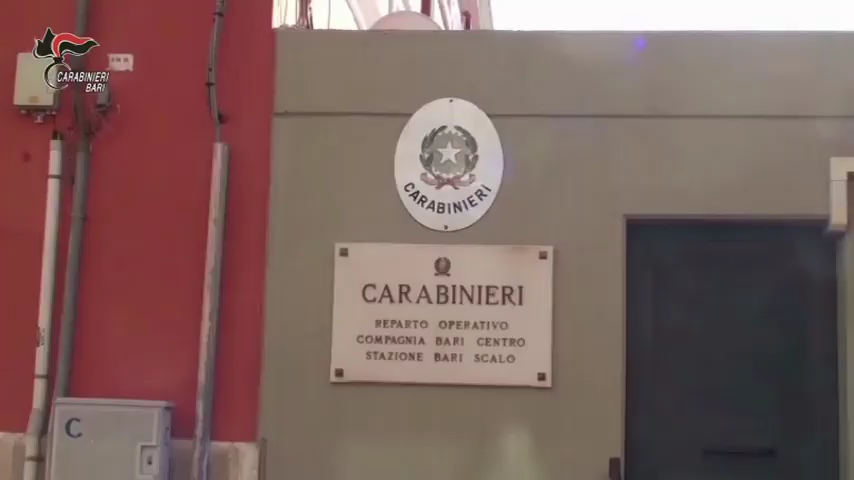 CARABINIERI
BARI
CARABINIERI
CARABINIERI
REPARTO OPERATIVO
COMPAGNIA BARI CENTRO
STAZIONE BARI SCALO
C